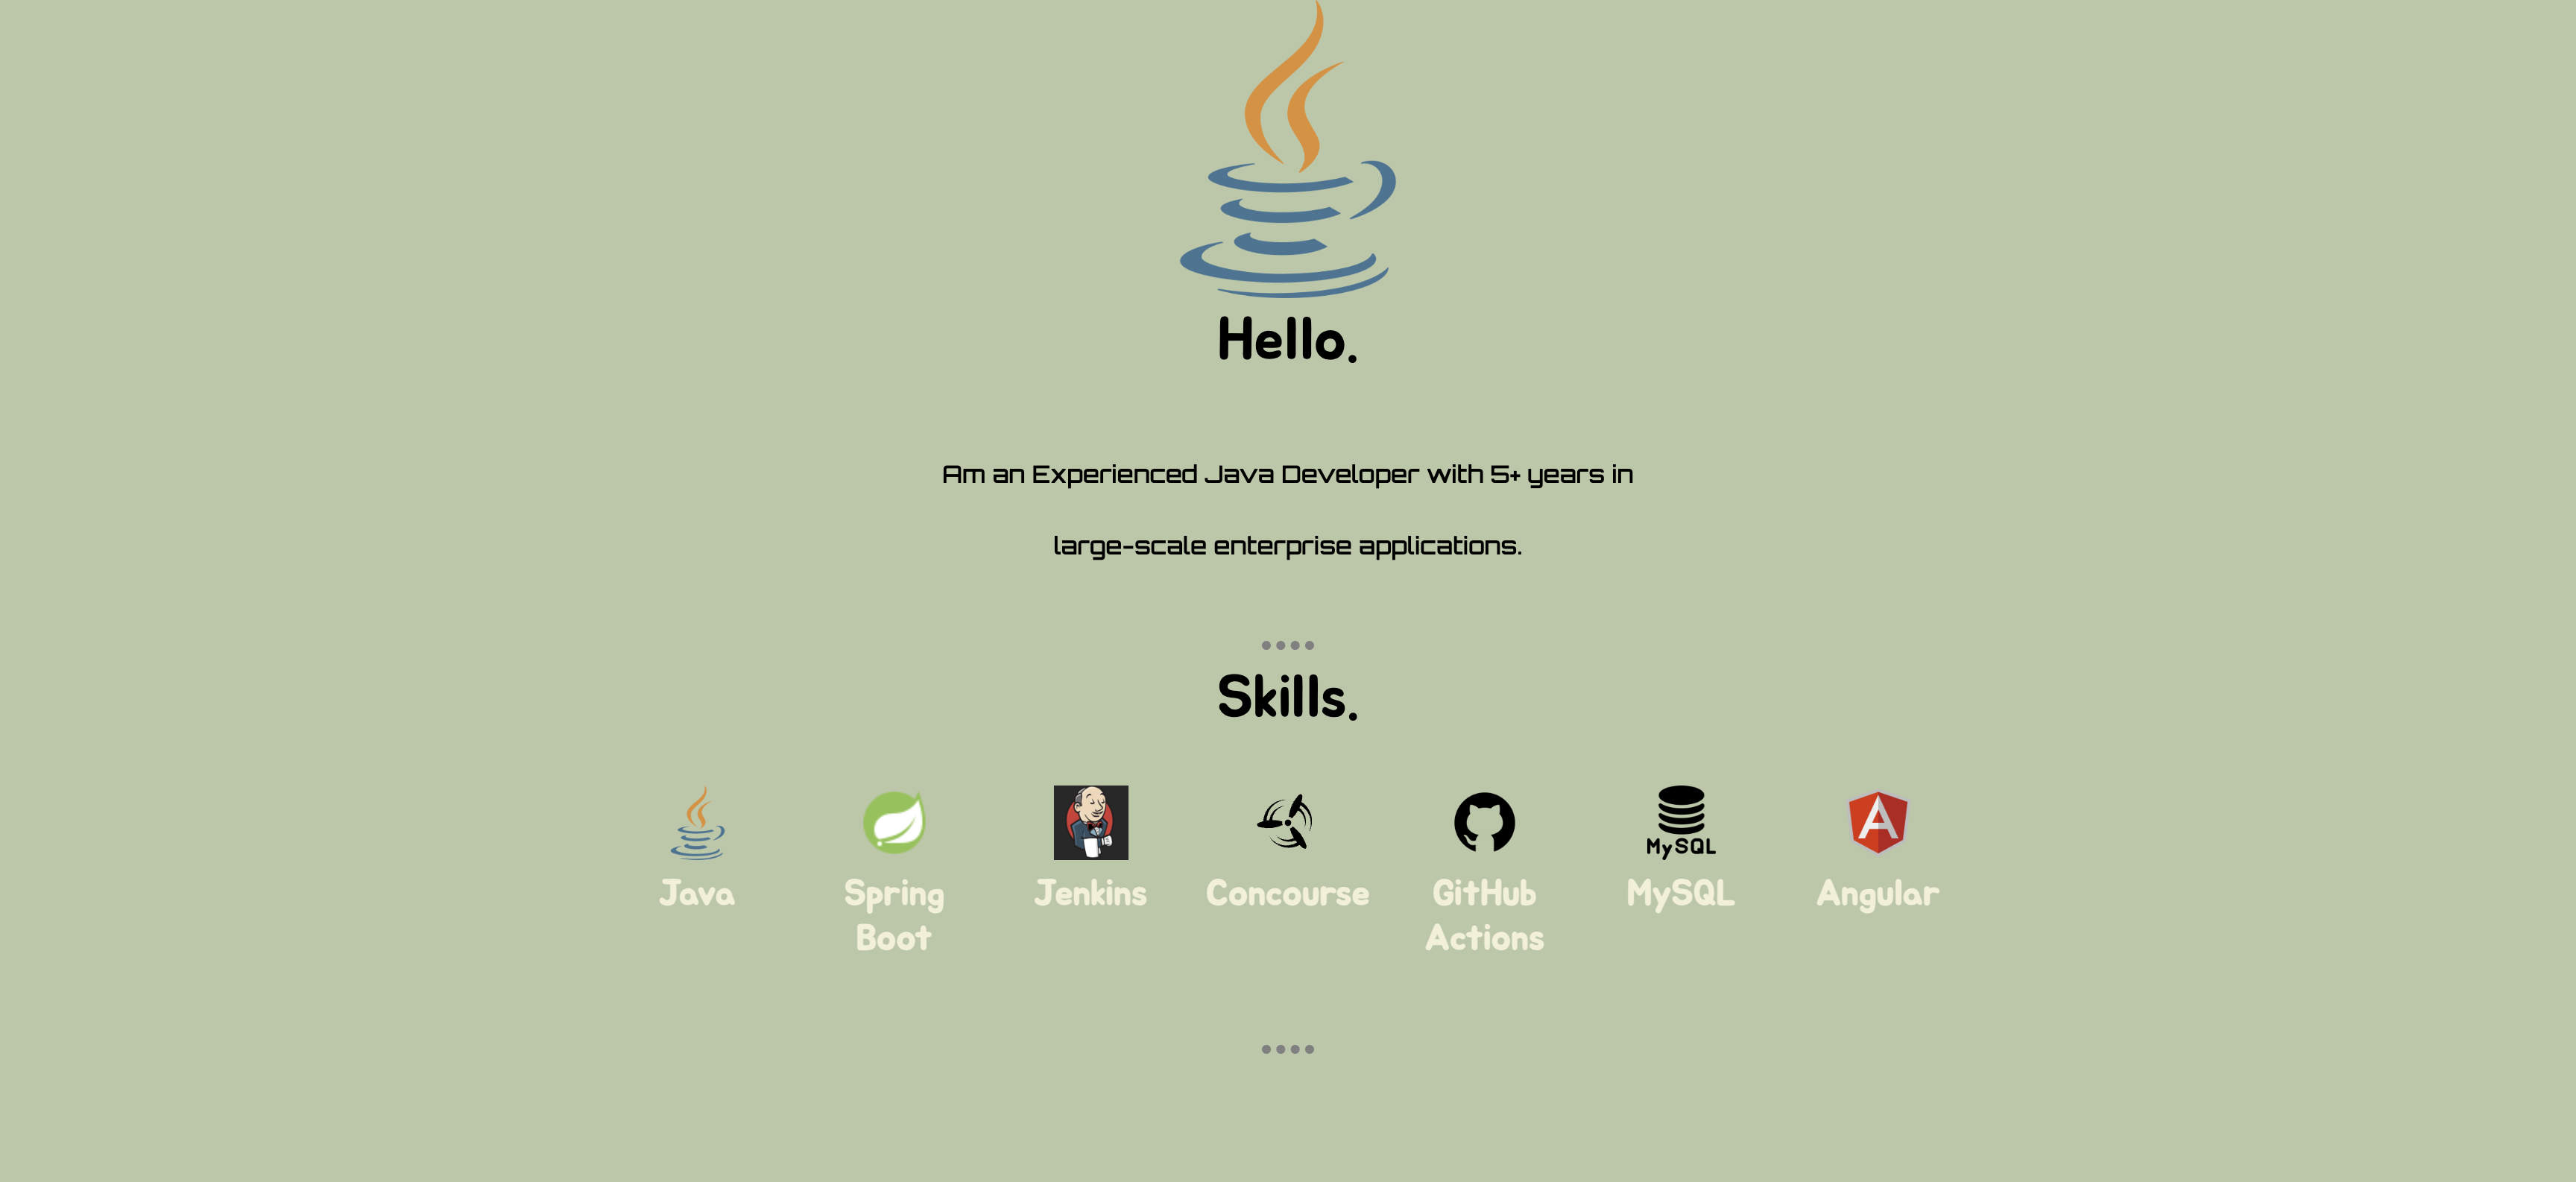 Hello.
Am an Experienced Java Developer with 5+ years in
large-scale enterprise applications.
Skills.
MySQL
Java
Spring
Boot
Jenkins
Concourse
GitHub
Actions
MySQL
Angular